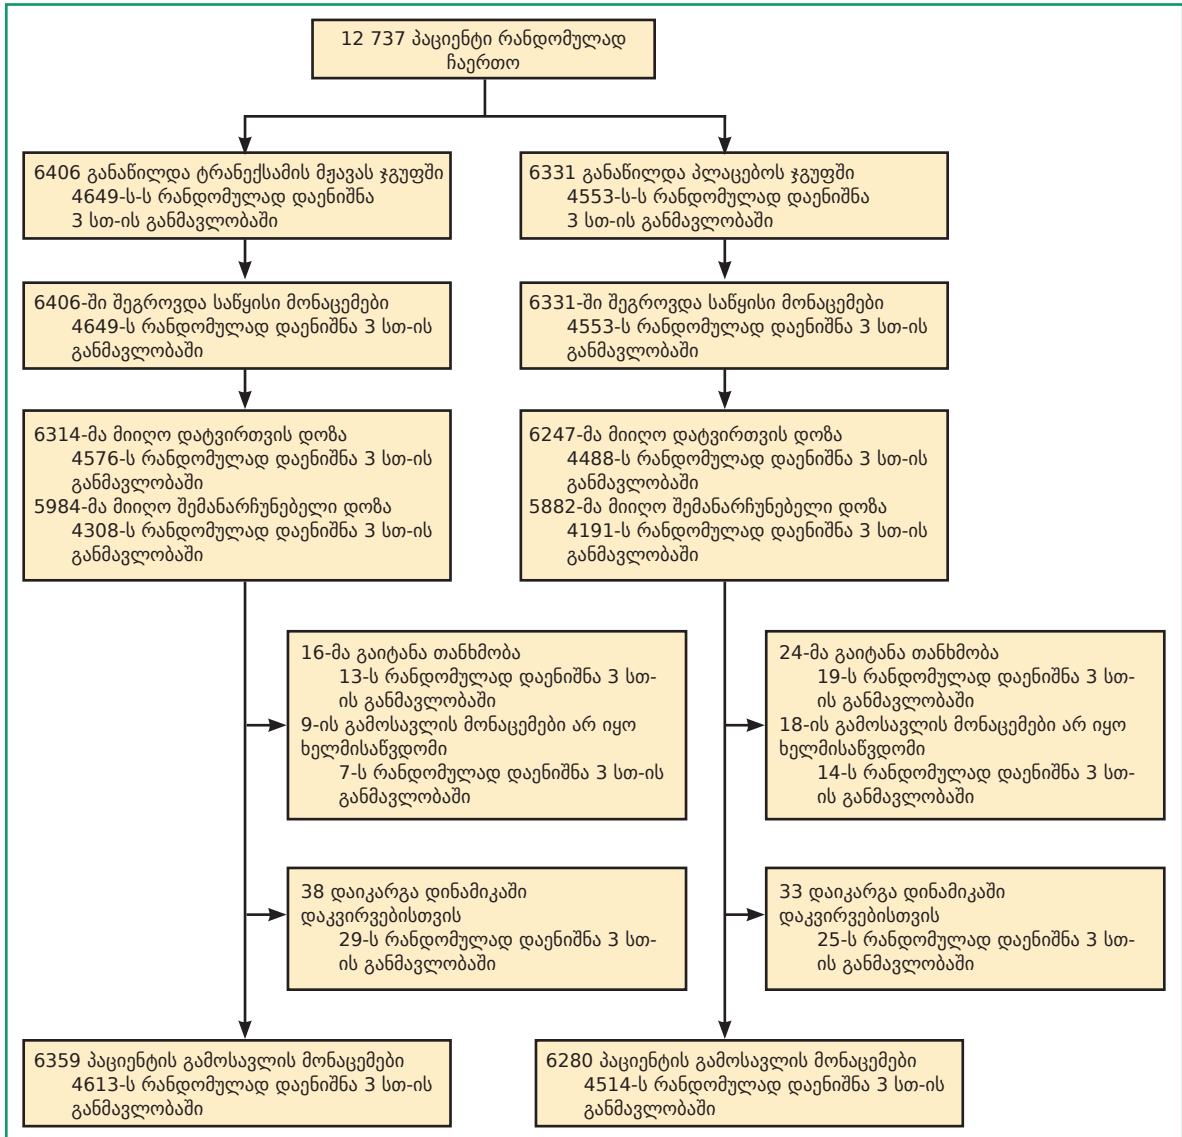 12 737 პაციენტი რანდომულად
ჩაერთო
6406 განაწილდა ტრანექსამის მჟავას ჯგუფში
4649-ს-ს რანდომულად დაენიშნა
3 სთ-ის განმავლობაში
6331 განაწილდა პლაცებოს ჯგუფში
4553-ს-ს რანდომულად დაენიშნა
3 სთ-ის განმავლობაში
6406-ში შეგროვდა საწყისი მონაცემები
4649-ს რანდომულად დაენიშნა 3 სთ-ის
განმავლობაში
6331-ში შეგროვდა საწყისი მონაცემები
4553-ს რანდომულად დაენიშნა 3 სთ-ის
განმავლობაში
6314-მა მიიღო დატვირთვის დოზა
4576-ს რანდომულად დაენიშნა 3 სთ-ის
განმავლობაში
5984-მა მიიღო შემანარჩუნებელი დოზა
4308-ს რანდომულად დაენიშნა 3 სთ-ის
განმავლობაში
6247-მა მიიღო დატვირთვის დოზა
4488-ს რანდომულად დაენიშნა 3 სთ-ის
განმავლობაში
5882-მა მიიღო შემანარჩუნებელი დოზა
4191-ს რანდომულად დაენიშნა 3 სთ-ის
განმავლობაში
16-მა გაიტანა თანხმობა
13-ს რანდომულად დაენიშნა 3 სთ-
ის განმავლობაში
9-ის გამოსავლის მონაცემები არ იყო
ხელმისაწვდომი
7-ს რანდომულად დაენიშნა 3 სთ-ის
განმავლობაში
24-მა გაიტანა თანხმობა
19-ს რანდომულად დაენიშნა 3 სთ-
ის განმავლობაში
18-ის გამოსავლის მონაცემები არ იყო
ხელმისაწვდომი
14-ს რანდომულად დაენიშნა 3 სთ-
ის განმავლობაში
38 დაიკარგა დინამიკაში
დაკვირვებისთვის
29-ს რანდომულად დაენიშნა 3 სთ-
ის განმავლობაში
33 დაიკარგა დინამიკაში
დაკვირვებისთვის
25-ს რანდომულად დაენიშნა 3 სთ-
ის განმავლობაში
6359 პაციენტის გამოსავლის მონაცემები
4613-ს რანდომულად დაენიშნა 3 სთ-ის
განმავლობაში
6280 პაციენტის გამოსავლის მონაცემები
4514-ს რანდომულად დაენიშნა 3 სთ-ის
განმავლობაში